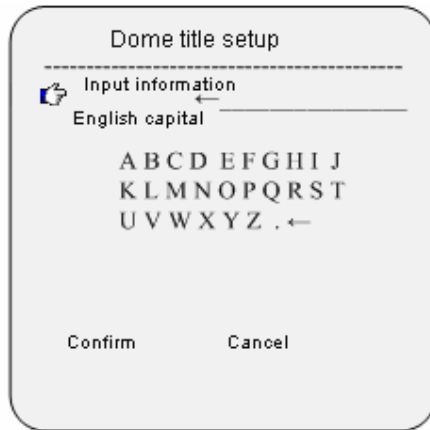 Dome title setup
Input information
←
English capital
A B C D E F G H I J
K L M N O P Q R S T
U V W X Y Z . ←
Confirm Cancel